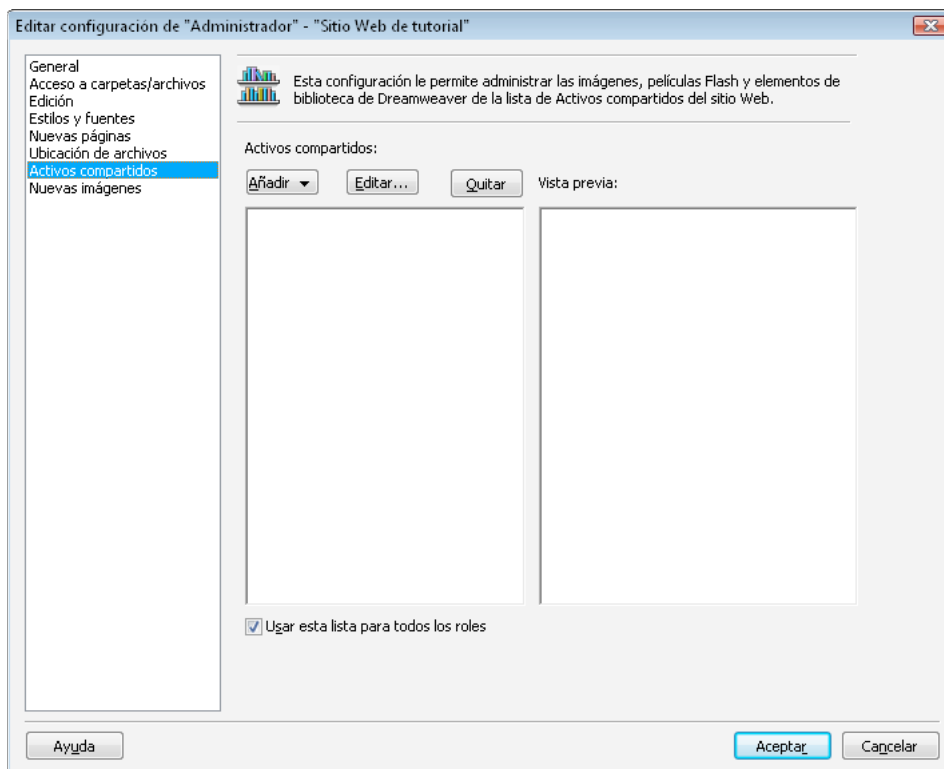 Editar configuración de "Administrador" - "Sitio Web de tutorial"
General
Acceso a carpetas/archivos
Edición
Estilos y fuentes
Nuevas páginas
Ubicación de archivos
Activos compartidos
Nuevas imágenes
Esta configuración le permite administrar las imágenes, películas Flash y elementos de
biblioteca de Dreamweaver de la lista de Activos compartidos del sitio Web.
Activos compartidos:
Añadir
Editar...
Quitar
Vista previa:
Usar esta lista para todos los roles
Ayuda
Aceptar
Cancelar